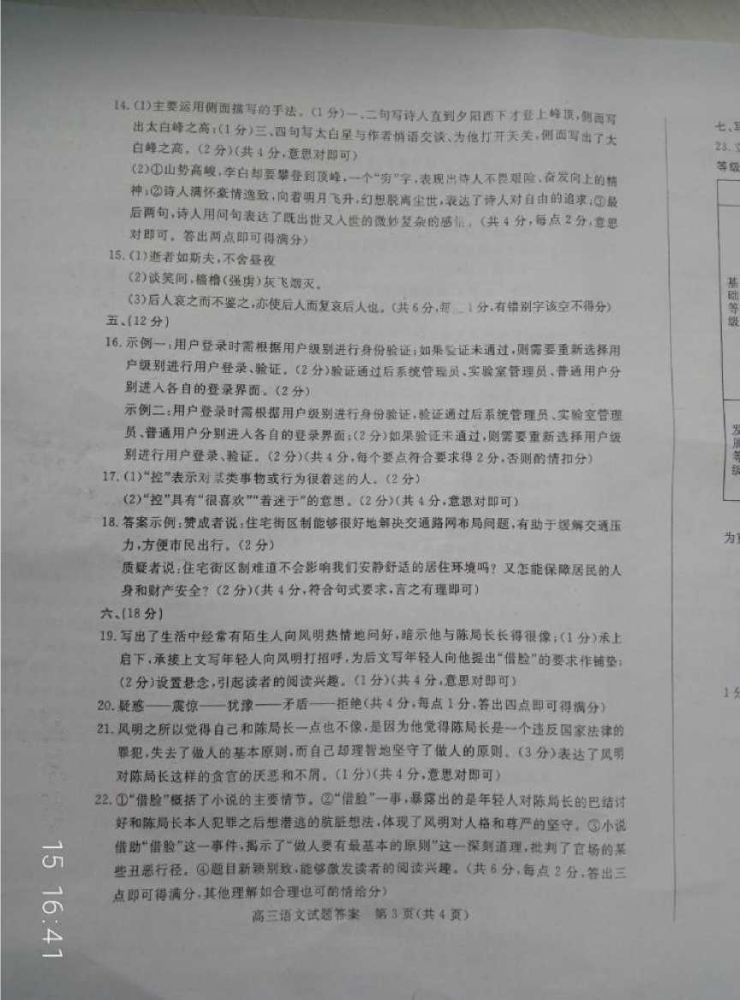 14.(1)主要运用侧面描写的手法。(1分)一、二句写诗人直到夕阳西下才登上峰顶,侧面写
出太白峰之高;(1分)三、四句写太白星与作者悄语交谈、为他打开天关,侧面写出了太
白峰之高。(2分)(共4分,意思对即可)
(2)①山势高峻,李白却要攀登到顶峰,一个“穷”字,表现出诗人不畏艰险、奋发向上的精
神;②诗人满怀豪情逸致,向着明月飞升,幻想脱离尘世,表达了诗人对自由的追求;③最
后两句,诗人用问句表达了既出世又入世的微妙复杂的感情。(共4分,每点2分,意思
对即可。答出两点即可得满分)
15.(1)逝者如斯夫,不舍昼夜
(2)谈笑间,樯橹(强虏)灰飞烟灭。
(3)后人哀之而不鉴之,亦使后人而复哀后人也。(共6分,每 1分,有错别字该空不得分)
五、(12分)
16.示例一:用户登录时需根据用户级别进行身份验证;如果验证未通过,则需要重新选择用
户级别进行用户登录、验证。(2分)验证通过后系统管理员、实验室管理员、普通用户分
别进入各自的登录界面。(2分)
示例二:用户登录时需根据用户级别进行身份验证,验证通过后系统管理员、实验室管理
员、普通用户分别进入各自的登录界面;(2分)如果验证未通过,则需要重新选择用户级
别进行用户登录、验证。(2分)(共4分,每个要点符合要求得2分,否则酌情扣分)
17.(1)“控”表示对某类事物或行为很着迷的人。(2分)
(2)“控”具有“很喜欢”“着迷于”的意思。(2分)(共4分,意思对即可)
18.答案示例:赞成者说:住宅街区制能够很好地解决交通路网布局问题,有助于缓解交通压
力,方便市民出行。(2分)
质疑者说:住宅街区制难道不会影响我们安静舒适的居住环境吗?又怎能保障居民的人
身和财产安全?(2分)(共4分,符合句式要求,言之有理即可)
六、(18分)
19.写出了生活中经常有陌生人向凤明热情地问好,暗示他与陈局长长得很像;(1分)承上
启下,承接上文写年轻人向凤明打招呼,为后文写年轻人向他提出“借脸”的要求作铺垫;
(2分)设置悬念,引起读者的阅读兴趣。(1分)(共4分,意思对即可)
20.疑惑——震惊——犹豫——矛盾——拒绝(共4分,每点1分,答出四点即可得满分)
21.凤明之所以觉得自己和陈局长一点也不像,是因为他觉得陈局长是一个违反国家法律的
罪犯,失去了做人的基本原则,而自己却理智地坚守了做人的原则。(3分)表达了凤明
对陈局长这样的贪官的厌恶和不屑。(1分)(共4分,意思对即可)
22.①“借脸”概括了小说的主要情节。②“借脸”一事,暴露出的是年轻人对陈局长的巴结讨
好和陈局长本人犯罪之后想潜逃的肮脏想法,体现了凤明对人格和尊严的坚守。③小说
借助“借脸”这一事件,揭示了“做人要有最基本的原则”这一深刻道理,批判了官场的某
些丑恶行径。④题目新颖别致,能够激发读者的阅读兴趣。(共6分,每点2分,答出三
点即可得满分,其他理解如合理也可酌情给分)
高三语文试题答案 第3页(共4页)
七、
23.
等级
基础等级
等级
1分
15 16:41